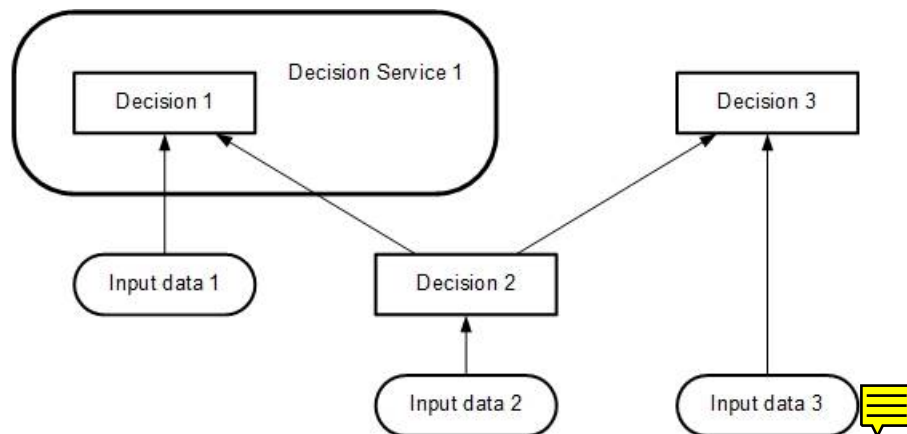 Decision Service 1
Decision 1
Decision 3
Input data 1
Decision 2
Input data 2
Input data 3